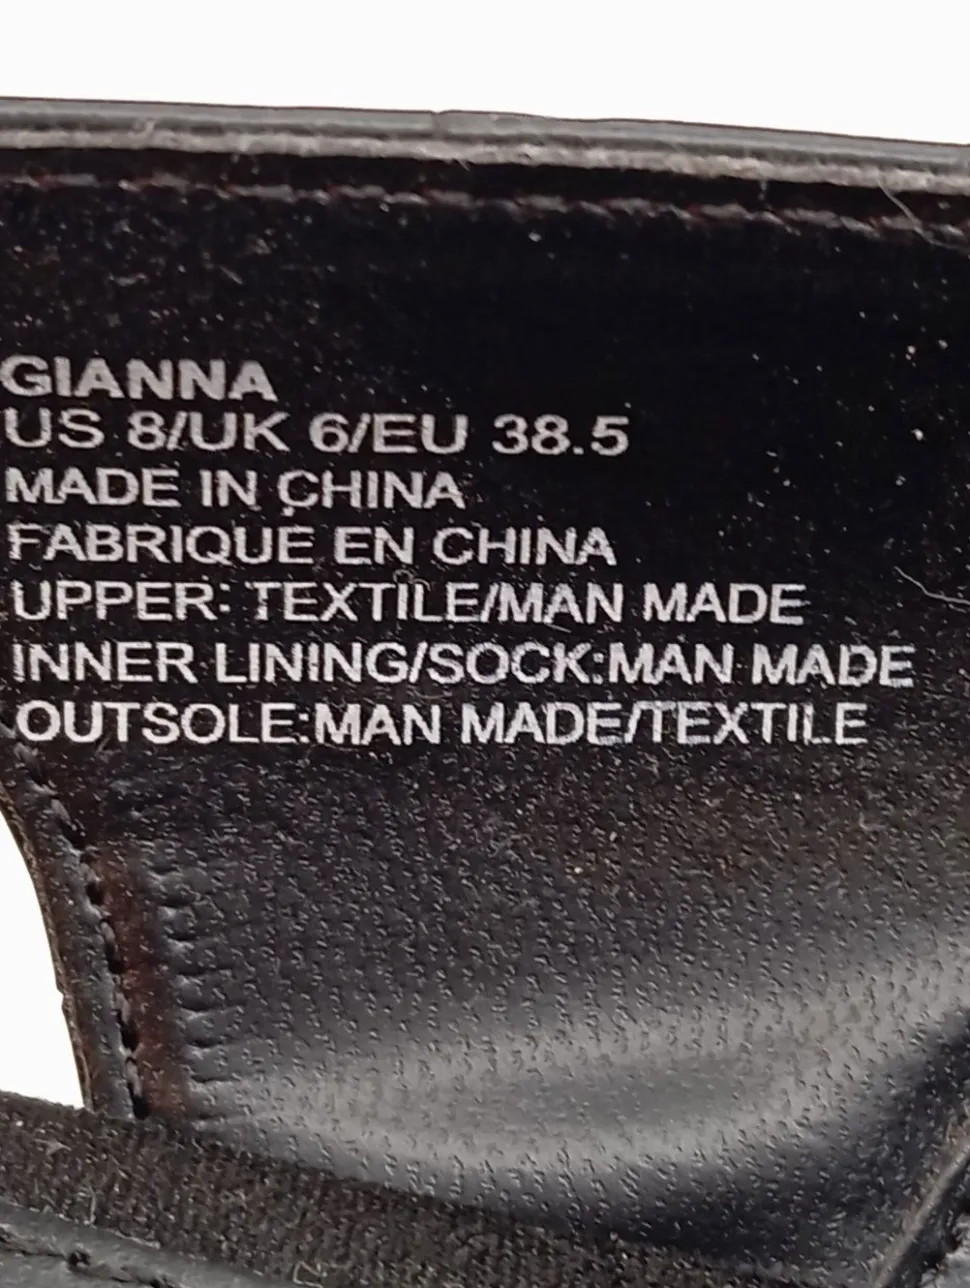 GIANNA
US 8/UK 6/EU 38.5
MADE IN CHINA
FABRIQUE EN CHINA
UPPER: TEXTILE/MAN MADE
INNER LINING/SOCK:MAN MADE
OUTSOLE:MAN MADE/TEXTILE